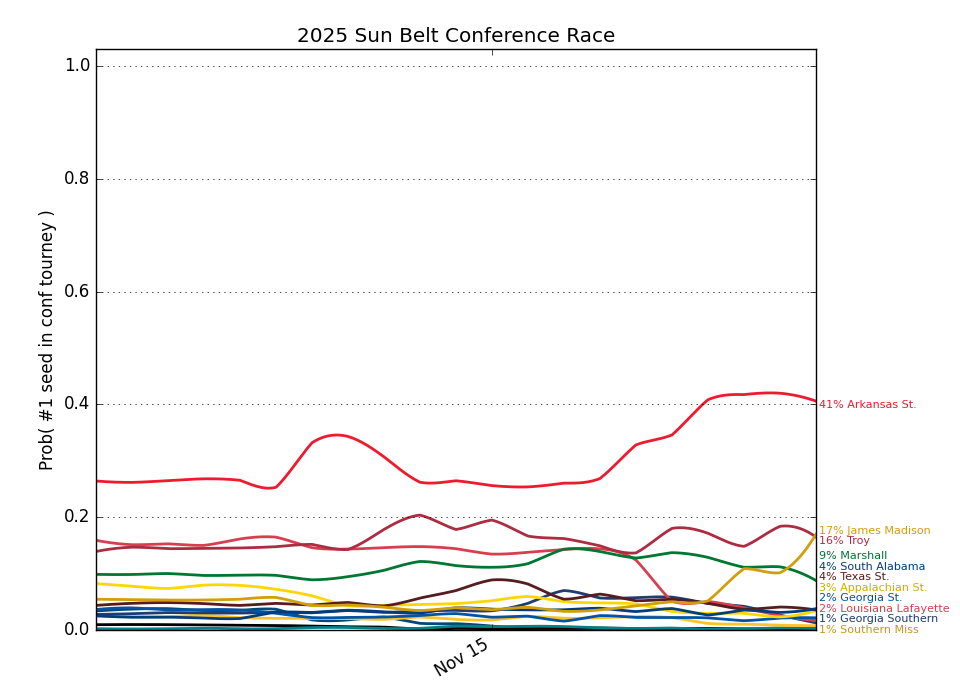 2025 Sun Belt Conference Race
Prob( #1 seed in conf tourney )
1.0
0.8
0.6
0.4
0.2
0.0
Nov 15
41% Arkansas St.
17% James Madison
16% Troy
9% Marshall
4% South Alabama
4% Texas St.
3% Appalachian St.
2% Georgia St.
2% Louisiana Lafayette
1% Georgia Southern
1% Southern Miss